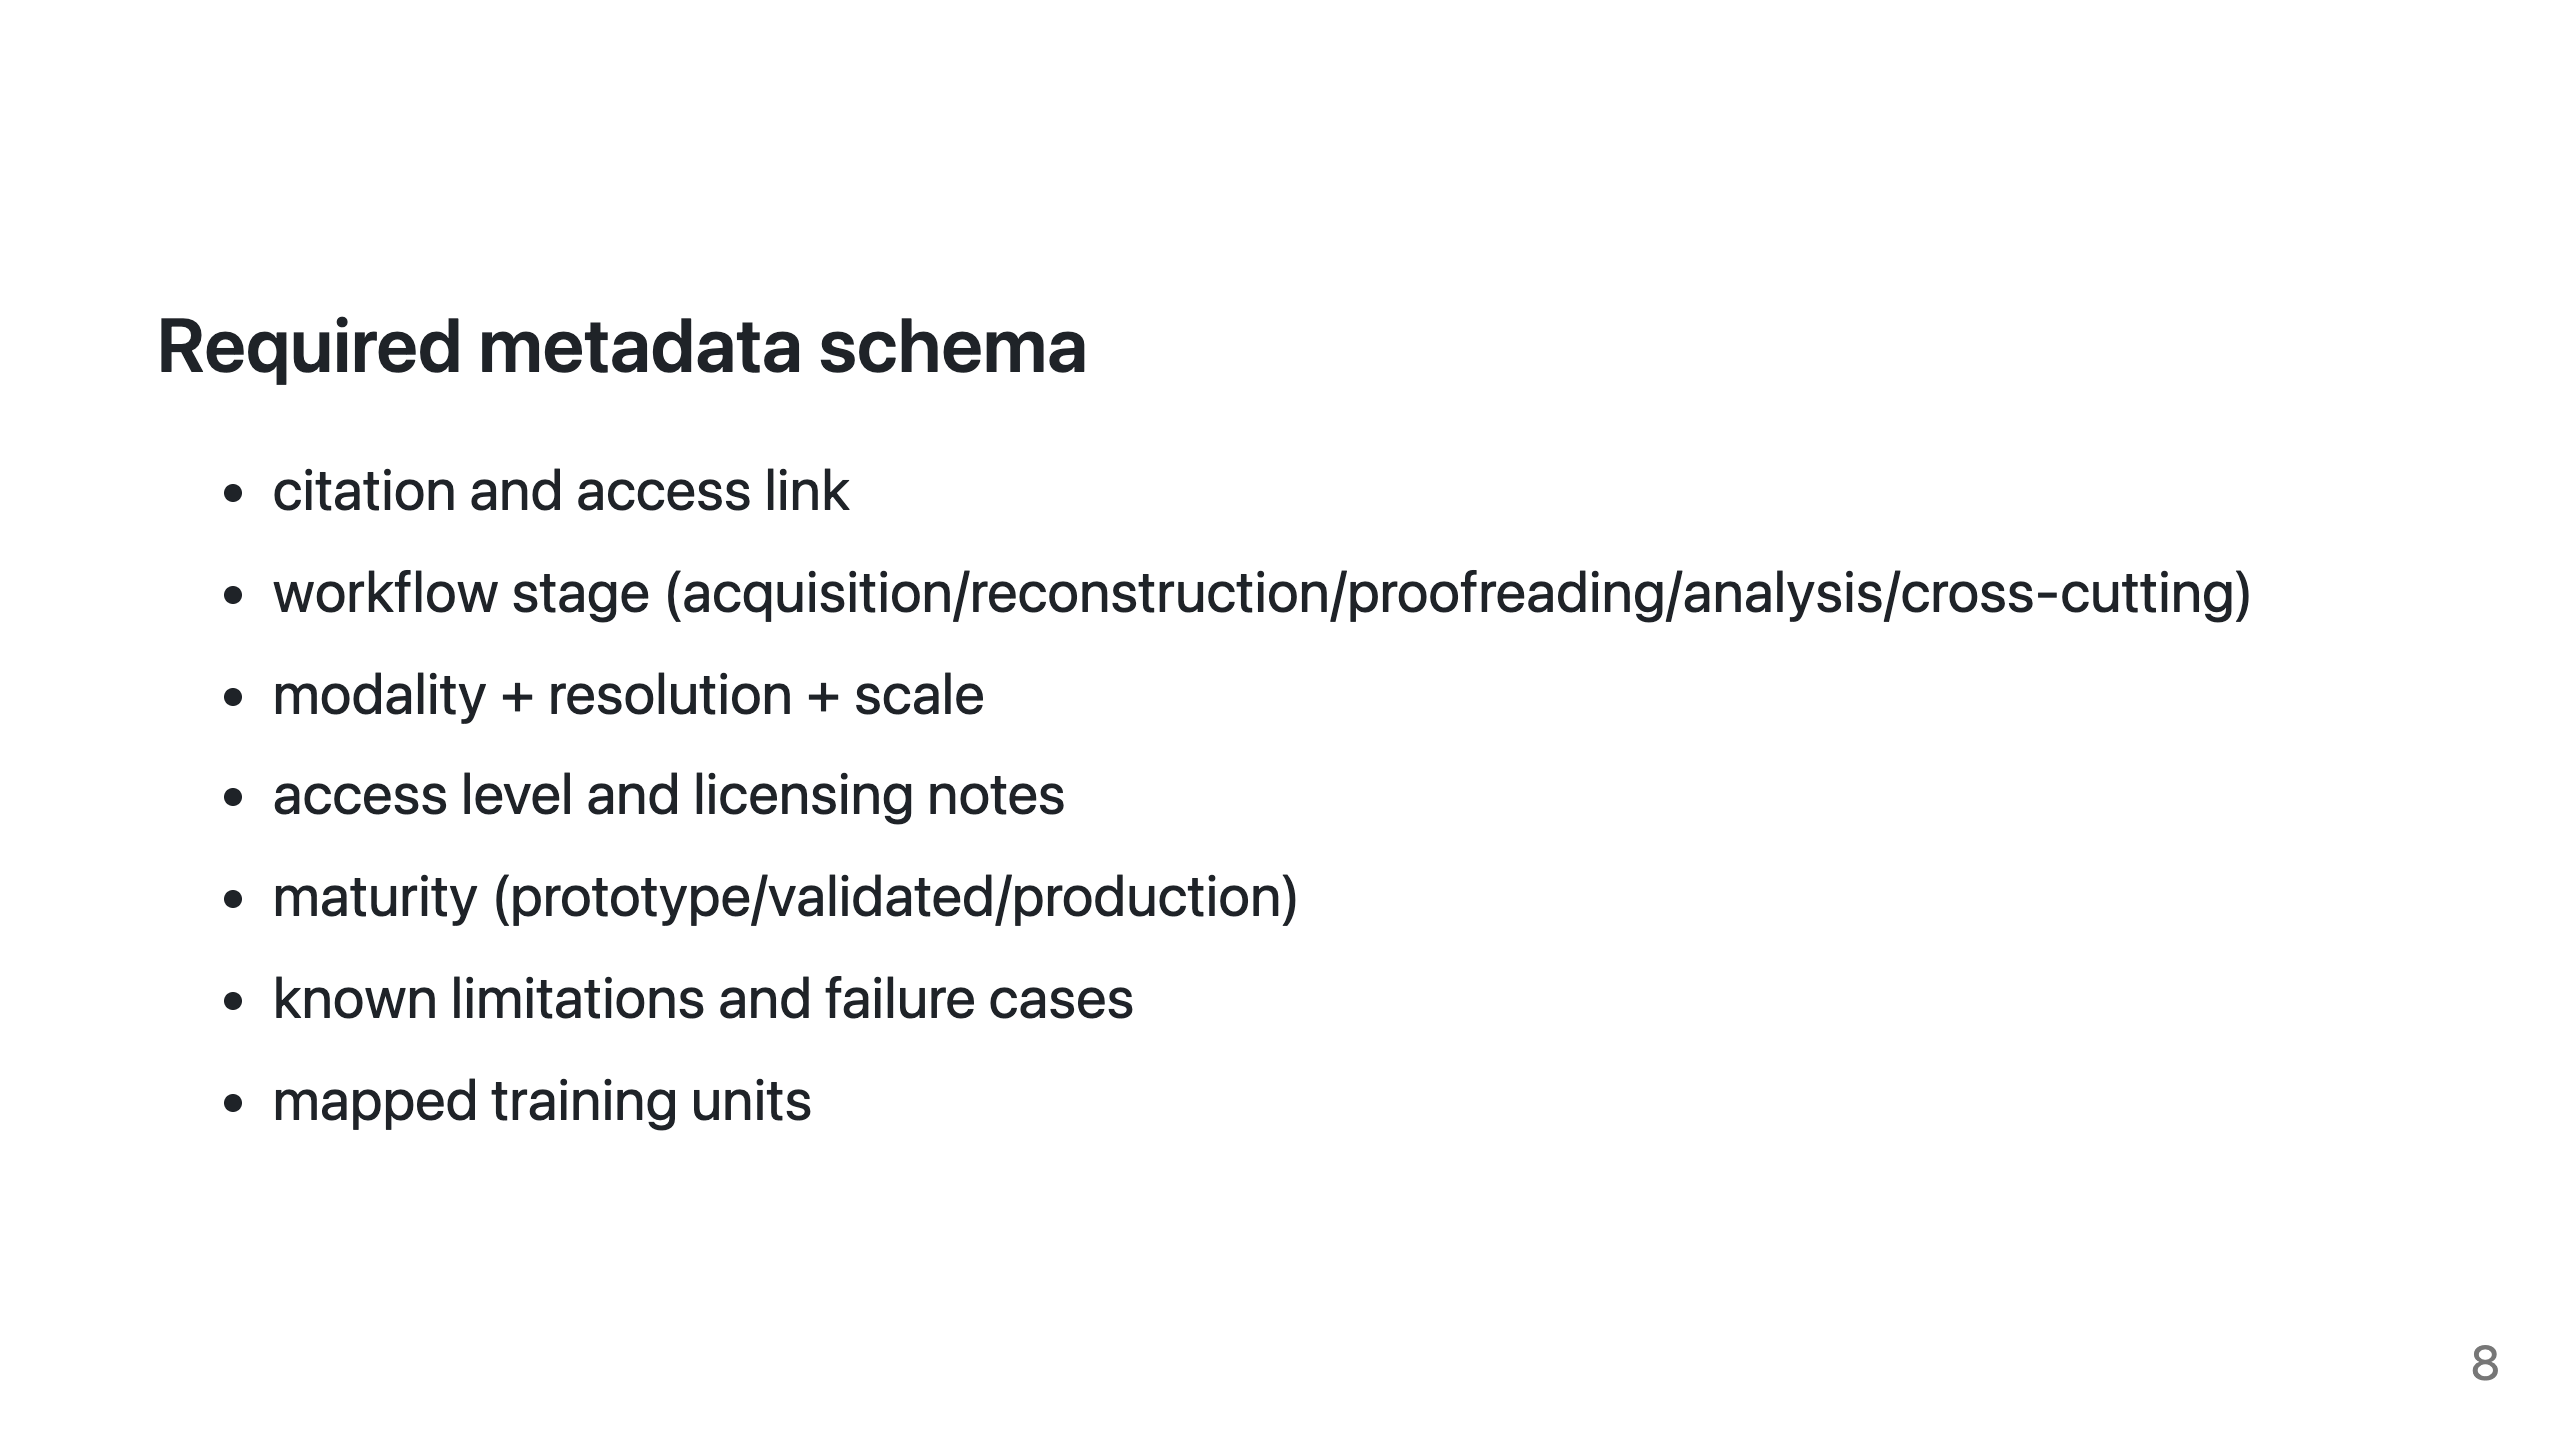 Required metadata schema
• citation and access link
• workflow stage (acquisition/reconstruction/proofreading/analysis/cross-cutting)
• modality + resolution + scale
• access level and licensing notes
• maturity (prototype/validated/production)
• known limitations and failure cases
• mapped training units
8